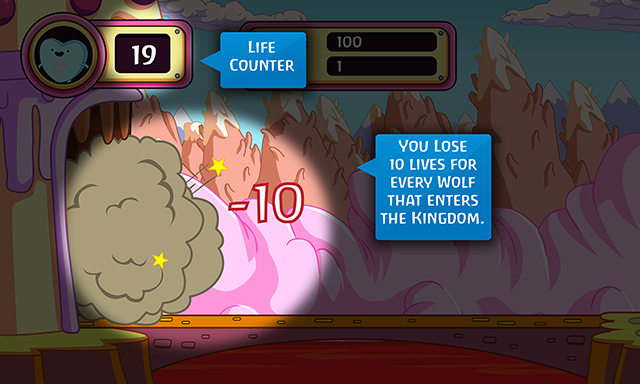 19
LIFE
COUNTER
100
1
YOU LOSE
10 LIVES FOR
EVERY WOLF
THAT ENTERS
THE KINGDOM.
-10